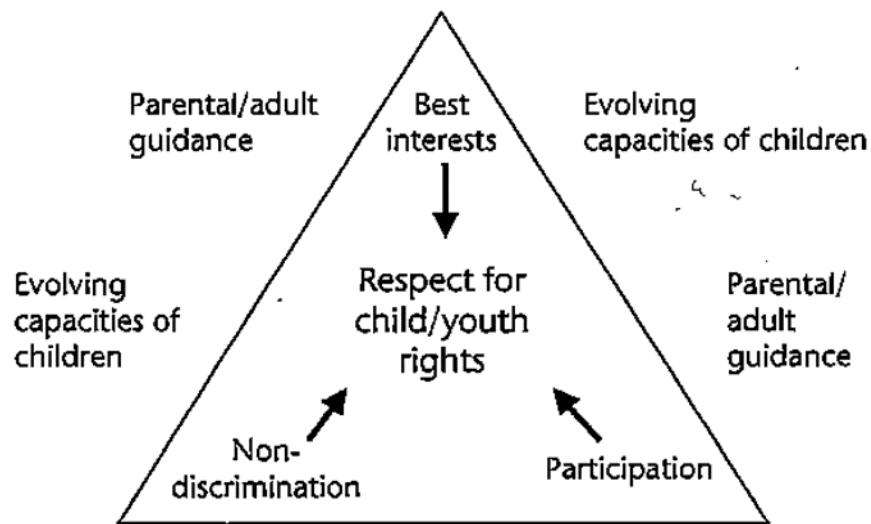 Parental/adult
guidance
Best
interests
Evolving
capacities of children
Evolving
capacities of
children
Respect for
child/youth
rights
Parental/
adult
guidance
Non-
discrimination
Participation